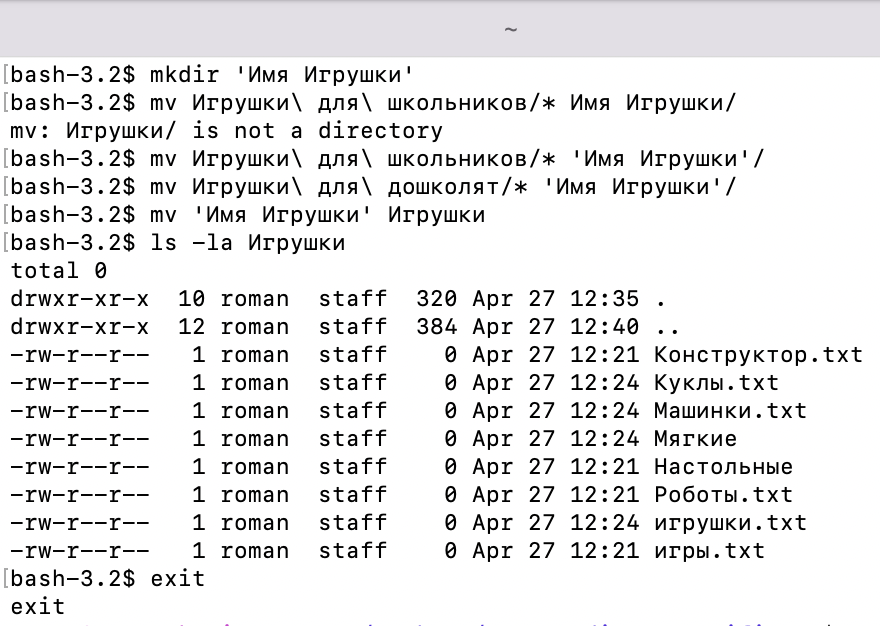 ~
bash-3.2$ mkdir 'Имя Игрушки'
bash-3.2$ mv Игрушки\ для\ школьников/* Имя Игрушки/
mv: Игрушки/ is not a directory
bash-3.2$ mv Игрушки\ для\ школьников/* 'Имя Игрушки'/
bash-3.2$ mv Игрушки\ для\ дошколят/* 'Имя Игрушки'/
bash-3.2$ mv 'Имя Игрушки' Игрушки
bash-3.2$ ls -la Игрушки
total 0
drwxr-xr-x  10 roman  staff  320 Apr 27 12:35 .
drwxr-xr-x  12 roman  staff  384 Apr 27 12:40 ..
-rw-r--r--   1 roman  staff    0 Apr 27 12:21 Конструктор.txt
-rw-r--r--   1 roman  staff    0 Apr 27 12:24 Куклы.txt
-rw-r--r--   1 roman  staff    0 Apr 27 12:24 Машинки.txt
-rw-r--r--   1 roman  staff    0 Apr 27 12:24 Мягкие
-rw-r--r--   1 roman  staff    0 Apr 27 12:21 Настольные
-rw-r--r--   1 roman  staff    0 Apr 27 12:21 Роботы.txt
-rw-r--r--   1 roman  staff    0 Apr 27 12:24 игрушки.txt
-rw-r--r--   1 roman  staff    0 Apr 27 12:21 игры.txt
bash-3.2$ exit
exit